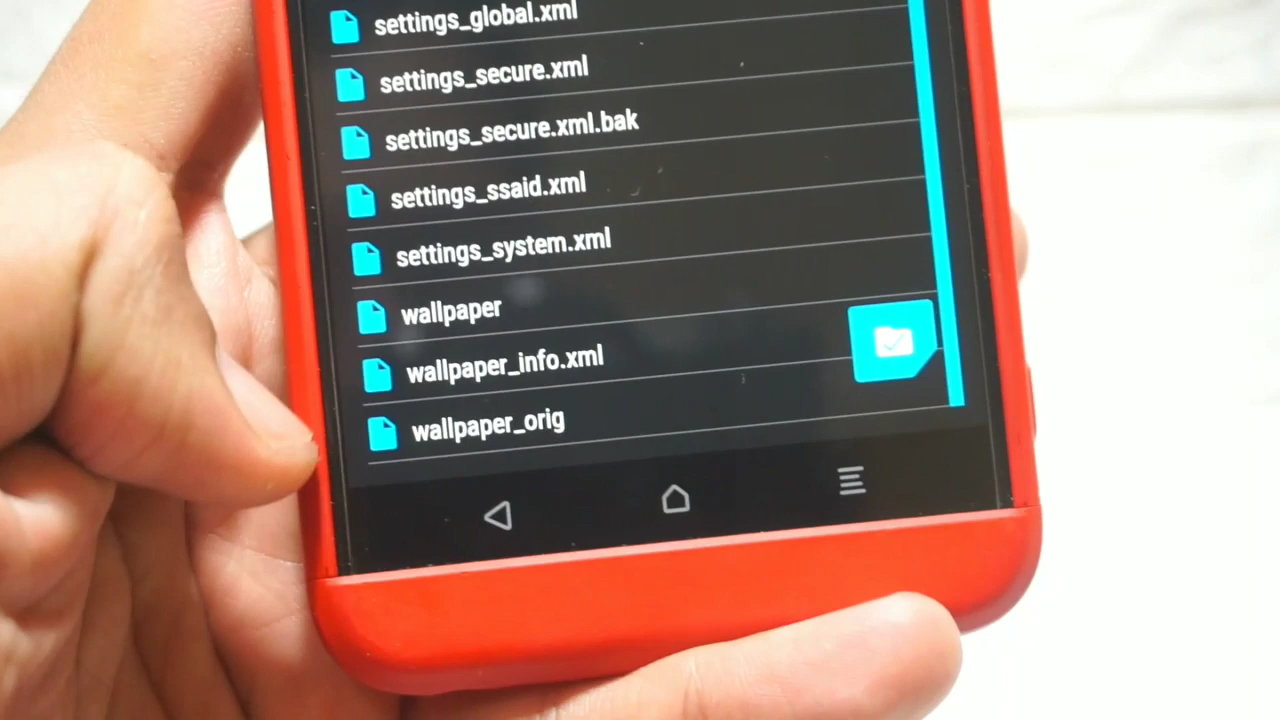 settings_global.xml
settings_secure.xml
settings_secure.xml.bak
settings_ssaid.xml
settings_system.xml
wallpaper
wallpaper_info.xml
wallpaper_orig